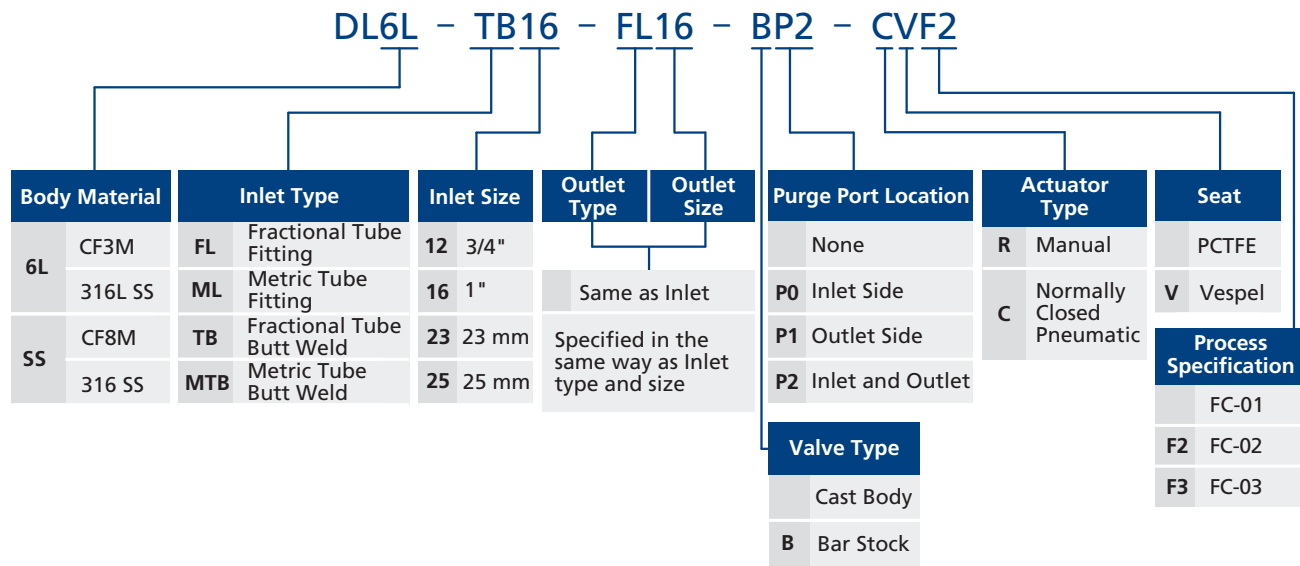 DL6L – TB16 – FL16 – BP2 – CVF2
Body Material
6L
CF3M
316L SS
SS
CF8M
316 SS
Inlet Type
FL
Fractional Tube
Fitting
ML
Metric Tube
Fitting
TB
Fractional Tube
Butt Weld
MTB
Metric Tube
Butt Weld
Inlet Size
12 3/4"
16 1"
23 23 mm
25 25 mm
Outlet
Type
Outlet
Size
Same as Inlet
Specified in the
same way as Inlet
type and size
Purge Port Location
None
P0 Inlet Side
P1 Outlet Side
P2 Inlet and Outlet
Valve Type
Cast Body
B Bar Stock
Actuator
Type
R Manual
C
Normally
Closed
Pneumatic
Seat
PCTFE
V Vespel
Process
Specification
FC-01
F2 FC-02
F3 FC-03